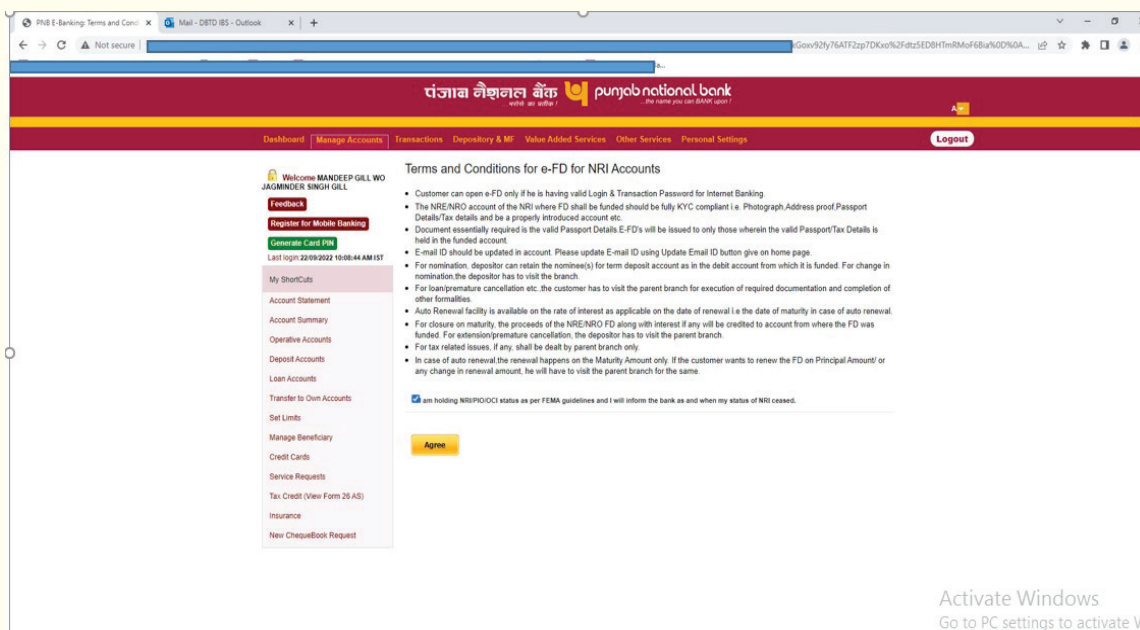 PNB E-Banking: Terms and Cond
Mail - DBTD IBS - Outlook
Not secure
cGoxv92fy76ATF2zp7DKxo%2Fdtz5ED8HTmRMoF6Bia%0D%0A...
पंजाब नैशनल बैंक punjab national bank
... भरोसे का प्रतीक ! ...the name you can BANK upon !
A
Dashboard Manage Accounts Transactions Depository & MF Value Added Services Other Services Personal Settings Logout
Welcome MANDEEP GILL WO
JAGMINDER SINGH GILL
Feedback
Register for Mobile Banking
Generate Card PIN
Last login 22/09/2022 10:08:44 AM IST
My ShortCuts
Account Statement
Account Summary
Operative Accounts
Deposit Accounts
Loan Accounts
Transfer to Own Accounts
Set Limits
Manage Beneficiary
Credit Cards
Service Requests
Tax Credit (View Form 26 AS)
Insurance
New ChequeBook Request
Terms and Conditions for e-FD for NRI Accounts
Customer can open e-FD only if he is having valid Login & Transaction Password for Internet Banking.
The NRE/NRO account of the NRI where FD shall be funded should be fully KYC compliant i.e. Photograph,Address proof,Passport
Details/Tax details and be a properly introduced account etc.
Document essentially required is the valid Passport Details.E-FD's will be issued to only those wherein the valid Passport/Tax Details is
held in the funded account.
E-mail ID should be updated in account. Please update E-mail ID using Update Email ID button give on home page.
For nomination, depositor can retain the nominee(s) for term deposit account as in the debit account from which it is funded. For change in
nomination,the depositor has to visit the branch.
For loan/premature cancellation etc.,the customer has to visit the parent branch for execution of required documentation and completion of
other formalities.
Auto Renewal facility is available on the rate of interest as applicable on the date of renewal i.e the date of maturity in case of auto renewal.
For closure on maturity, the proceeds of the NRE/NRO FD along with interest if any will be credited to account from where the FD was
funded. For extension/premature cancellation, the depositor has to visit the parent branch.
For tax related issues, if any, shall be dealt by parent branch only.
In case of auto renewal,the renewal happens on the Maturity Amount only. If the customer wants to renew the FD on Principal Amount/ or
any change in renewal amount, he will have to visit the parent branch for the same.
am holding NRI/PIO/OCI status as per FEMA guidelines and I will inform the bank as and when my status of NRI ceased.
Agree
Activate Windows
Go to PC settings to activate